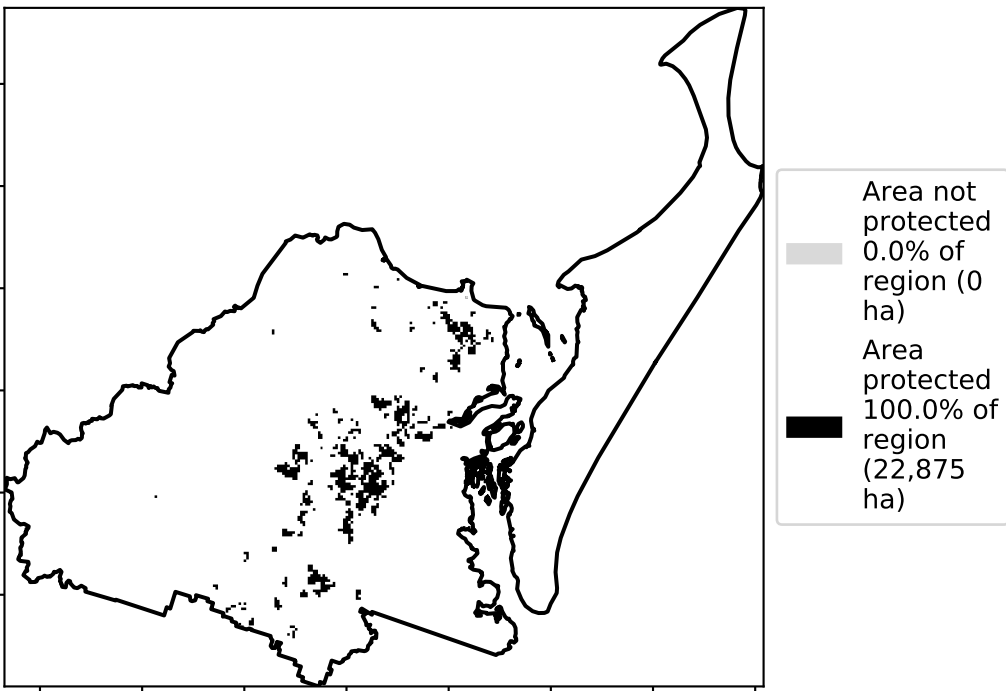 Area not
protected
0.0% of
region (0
ha)
Area
protected
100.0% of
region
(22,875
ha)